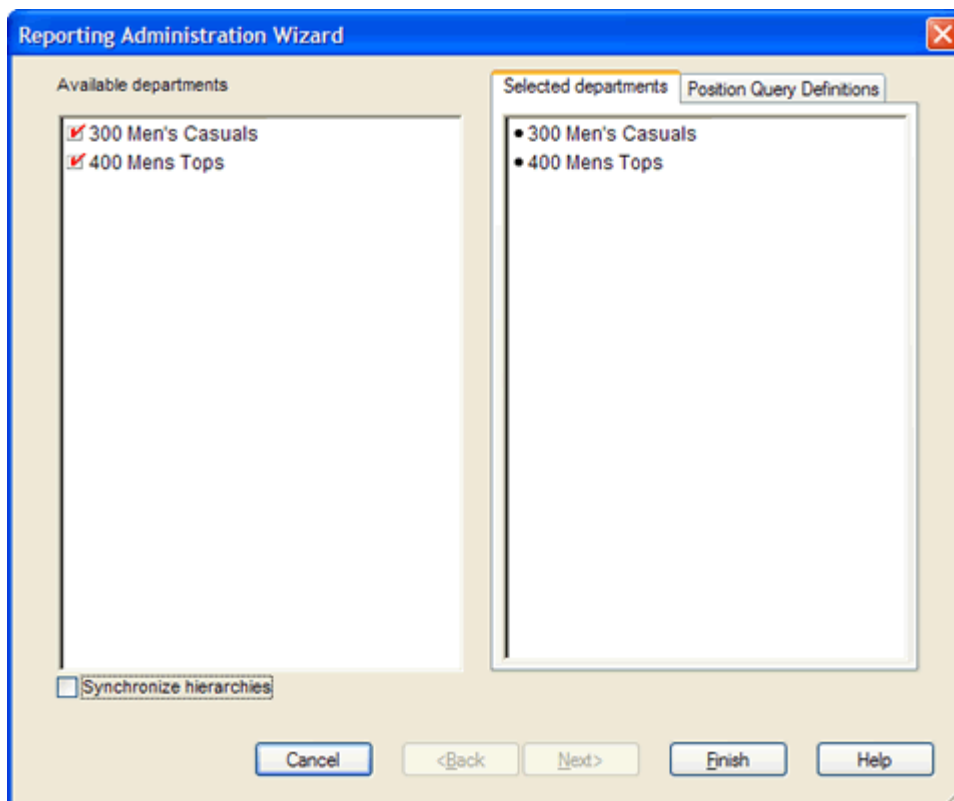 Reporting Administration Wizard
Available departments
300 Men's Casuals
400 Mens Tops
Synchronize hierarchies
Selected departments
Position Query Definitions
300 Men's Casuals
400 Mens Tops
Cancel
<Back
Next>
Finish
Help